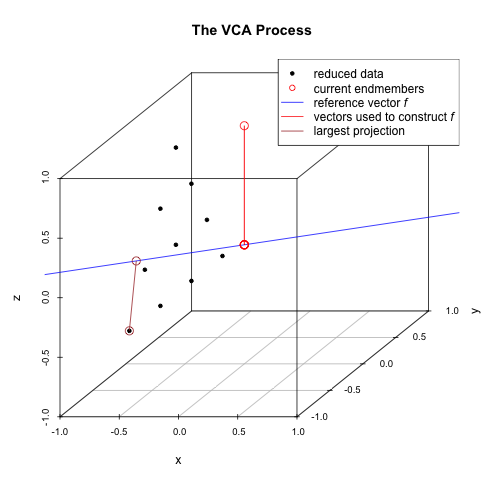 The VCA Process
reduced data
current endmembers
reference vector f
vectors used to construct f
largest projection
1.0
0.5
0.0
-0.5
-1.0
z
-1.0
-0.5
0.0
0.5
1.0
x
-1.0
-0.5
0.0
0.5
1.0
y